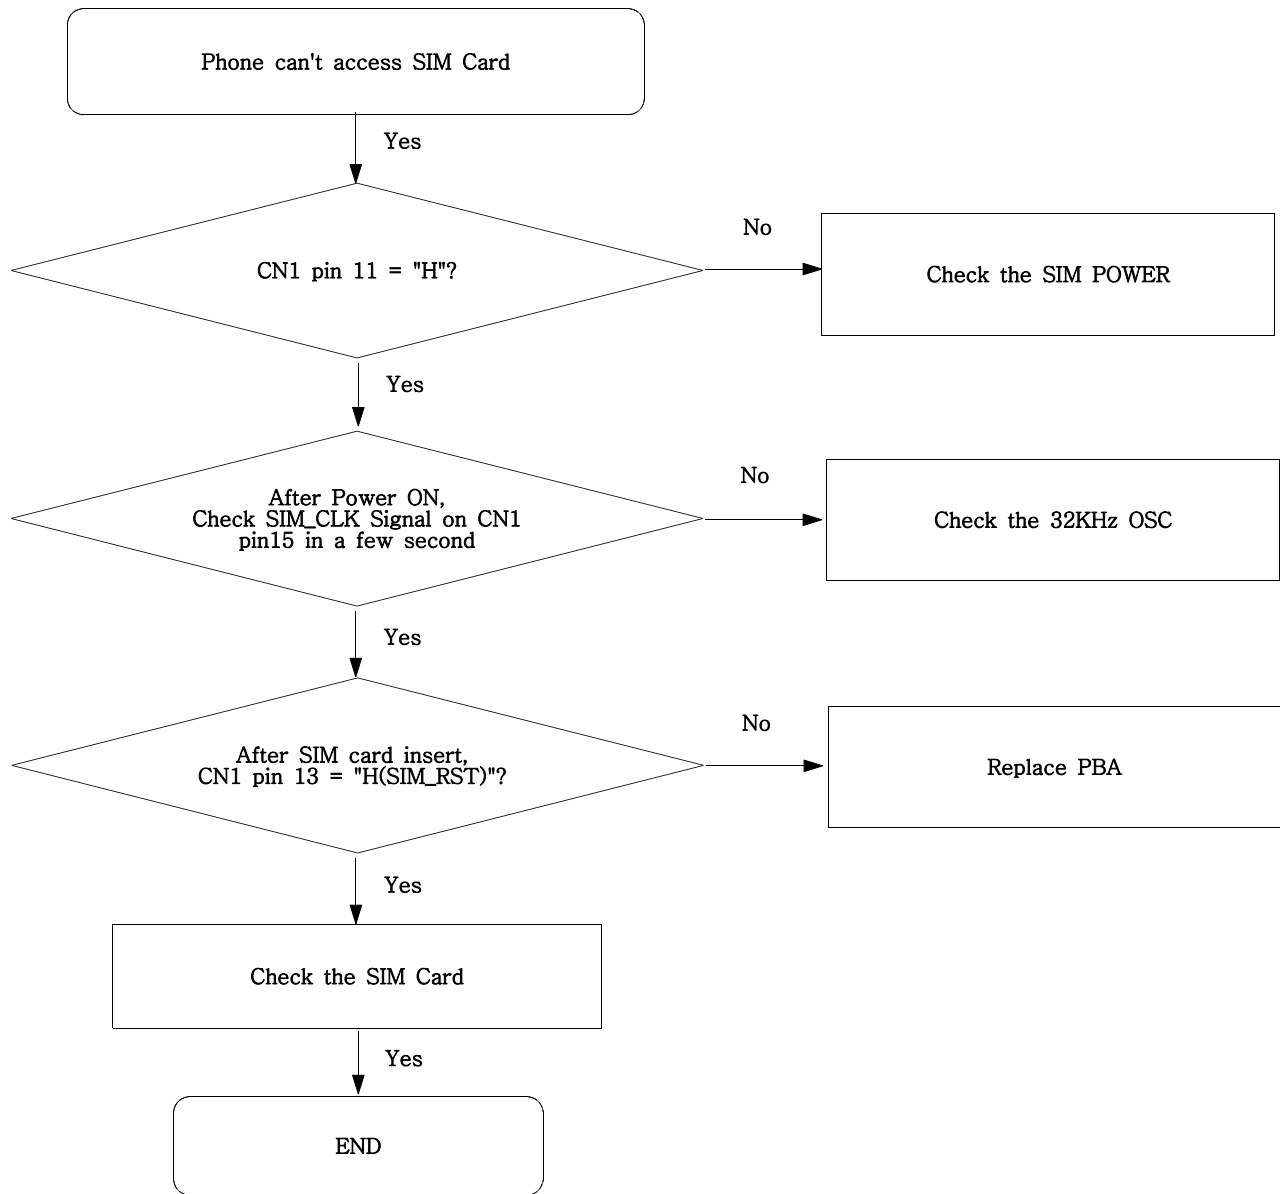 Phone can't access SIM Card
Yes
CN1 pin 11 = "H"?
No
Check the SIM POWER
Yes
After Power ON,
Check SIM_CLK Signal on CN1
pin15 in a few second
No
Check the 32KHz OSC
Yes
After SIM card insert,
CN1 pin 13 = "H(SIM_RST)"?
No
Replace PBA
Yes
Check the SIM Card
Yes
END